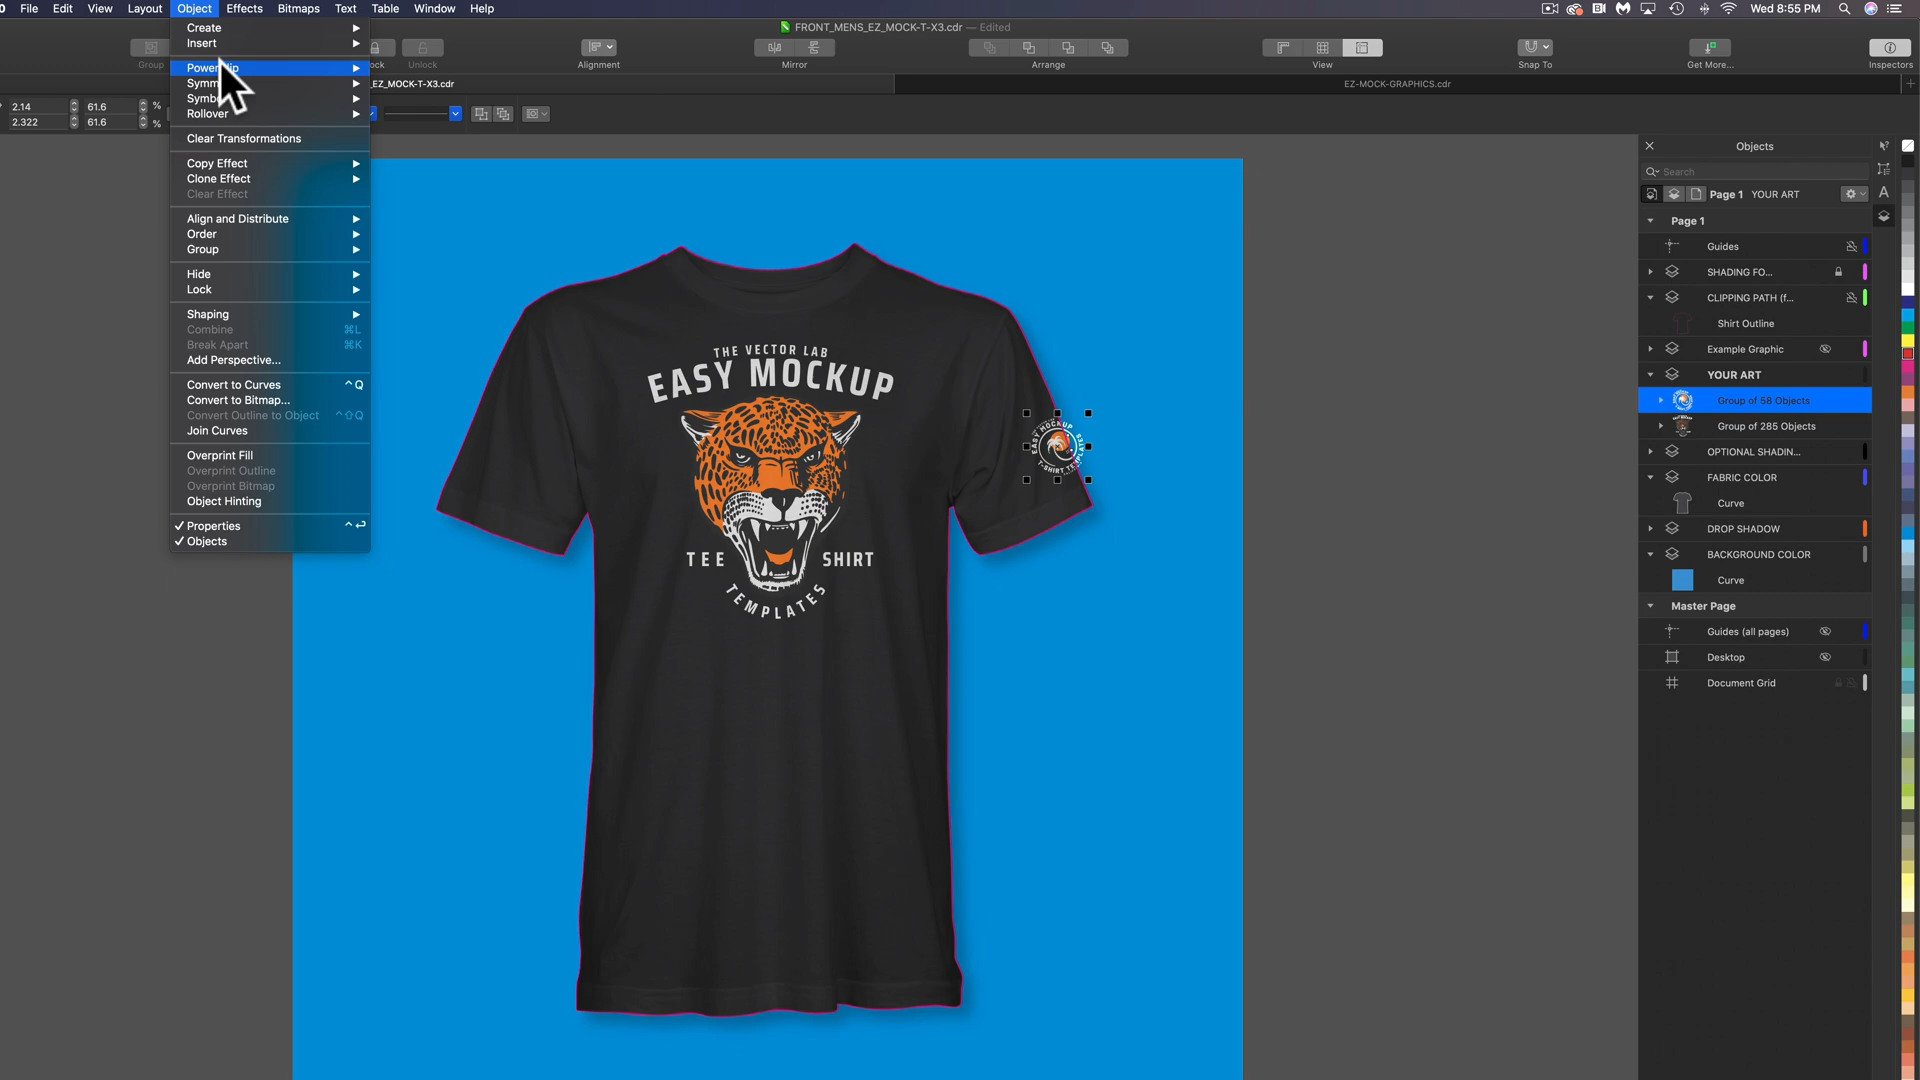 File Edit View Layout Object Effects Bitmaps Text Table Window Help
Wed 8:55 PM
FRONT_MENS_EZ_MOCK-T-X3.cdr — Edited
Group
Unlock
Alignment
Mirror
Arrange
View
Snap To
Get More...
Inspectors
EZ_MOCK-T-X3.cdr
EZ-MOCK-GRAPHICS.cdr
2.14 61.6 %
2.322 61.6 %
Create
Insert
Rollover
Clear Transformations
Copy Effect
Clone Effect
Clear Effect
Align and Distribute
Order
Group
Hide
Lock
Shaping
Combine ⌘L
Break Apart ⌘K
Add Perspective...
Convert to Curves ^Q
Convert to Bitmap...
Convert Outline to Object ^⇧Q
Join Curves
Overprint Fill
Overprint Outline
Overprint Bitmap
Object Hinting
✓ Properties ^↩
✓ Objects
THE VECTOR LAB
EASY MOCKUP
TEE SHIRT
TEMPLATES
EASY MOCKUP
T-SHIRT TEMPLATES
Objects
Search
Page 1 YOUR ART
Page 1
Guides
SHADING FO...
CLIPPING PATH (f...
Shirt Outline
Example Graphic
YOUR ART
Group of 58 Objects
Group of 285 Objects
OPTIONAL SHADIN...
FABRIC COLOR
Curve
DROP SHADOW
BACKGROUND COLOR
Curve
Master Page
Guides (all pages)
Desktop
Document Grid